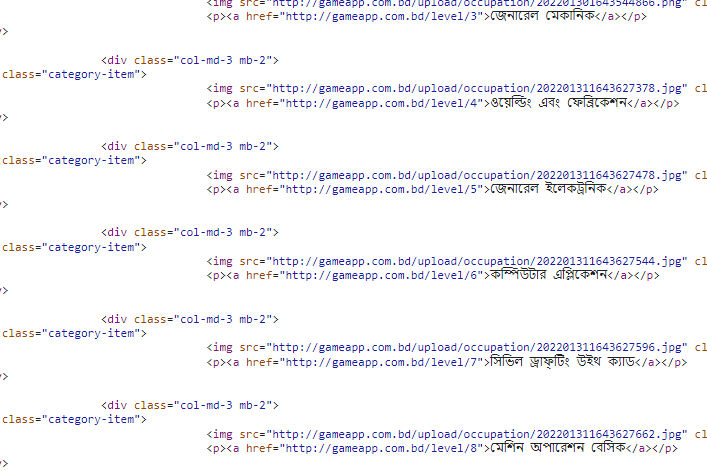 <img src="http://gameapp.com.bd/upload/occupation/202201301643544866.png" cl
<p><a href="http://gameapp.com.bd/level/3">জেনারেল মেকানিক</a></p>
>
<div class="col-md-3 mb-2">
class="category-item">
<img src="http://gameapp.com.bd/upload/occupation/202201311643627378.jpg" cl
<p><a href="http://gameapp.com.bd/level/4">ওয়েল্ডিং এবং ফেব্রিকেশন</a></p>
>
<div class="col-md-3 mb-2">
class="category-item">
<img src="http://gameapp.com.bd/upload/occupation/202201311643627478.jpg" cl
<p><a href="http://gameapp.com.bd/level/5">জেনারেল ইলেকট্রনিক</a></p>
>
<div class="col-md-3 mb-2">
class="category-item">
<img src="http://gameapp.com.bd/upload/occupation/202201311643627544.jpg" cl
<p><a href="http://gameapp.com.bd/level/6">কম্পিউটার এপ্লিকেশন</a></p>
>
<div class="col-md-3 mb-2">
class="category-item">
<img src="http://gameapp.com.bd/upload/occupation/202201311643627596.jpg" cl
<p><a href="http://gameapp.com.bd/level/7">সিভিল ড্রাফ্টিং উইথ ক্যাড</a></p>
>
<div class="col-md-3 mb-2">
class="category-item">
<img src="http://gameapp.com.bd/upload/occupation/202201311643627662.jpg" cl
<p><a href="http://gameapp.com.bd/level/8">মেশিন অপারেশন বেসিক</a></p>
>